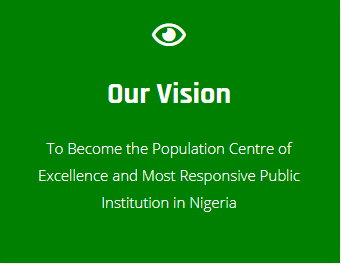 Our Vision
To Become the Population Centre of
Excellence and Most Responsive Public
Institution in Nigeria